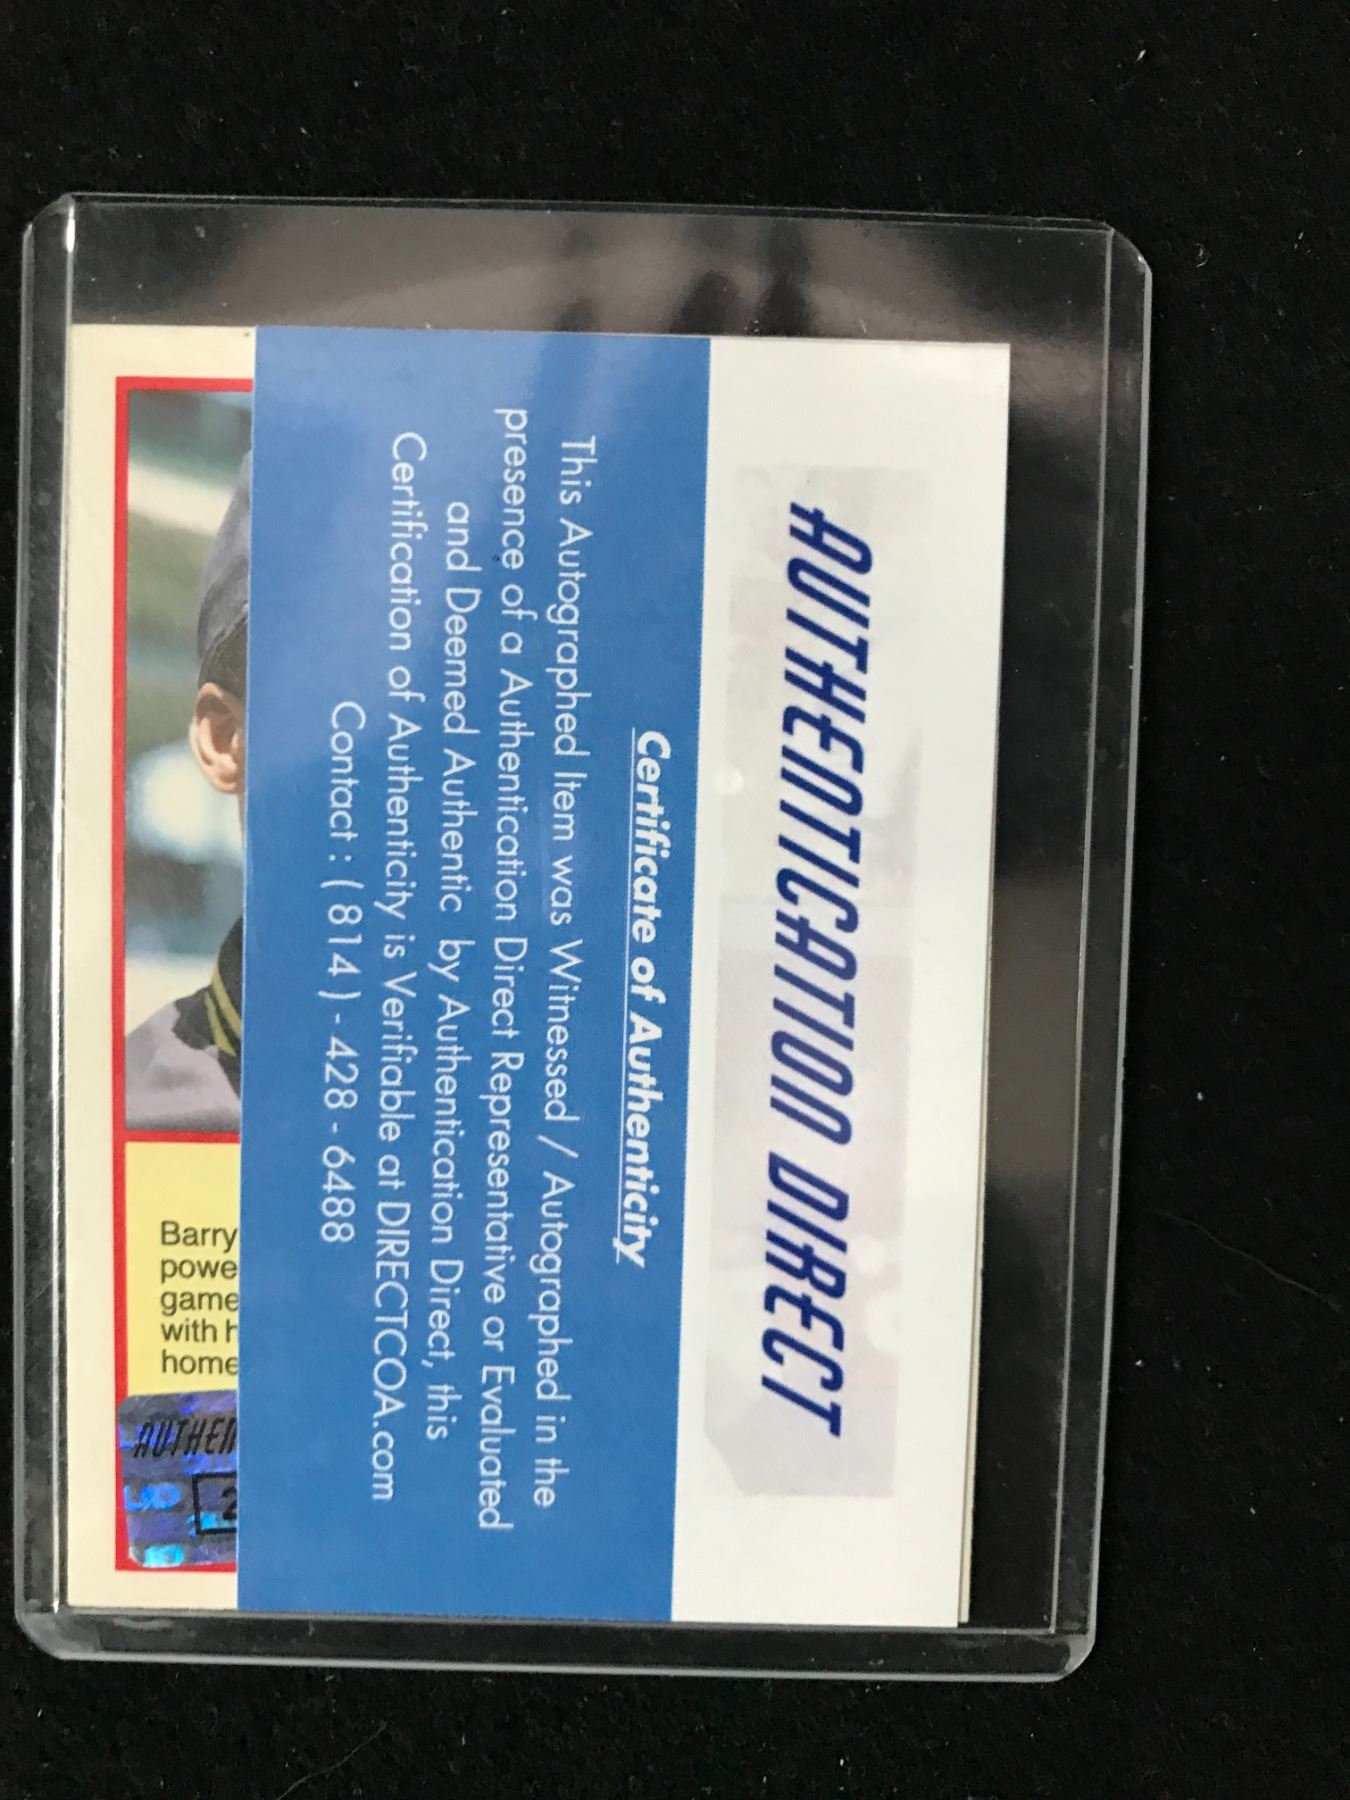 AUTHENTICATION DIRECT
Certificate of Authenticity
This Autographed Item was Witnessed / Autographed in the
presence of a Authentication Direct Representative or Evaluated
and Deemed Authentic by Authentication Direct, this
Certification of Authenticity is Verifiable at DIRECTCOA.com
Contact : ( 814 ) - 428 - 6488
Barry
powe
game
with h
home
AUTHEN
2